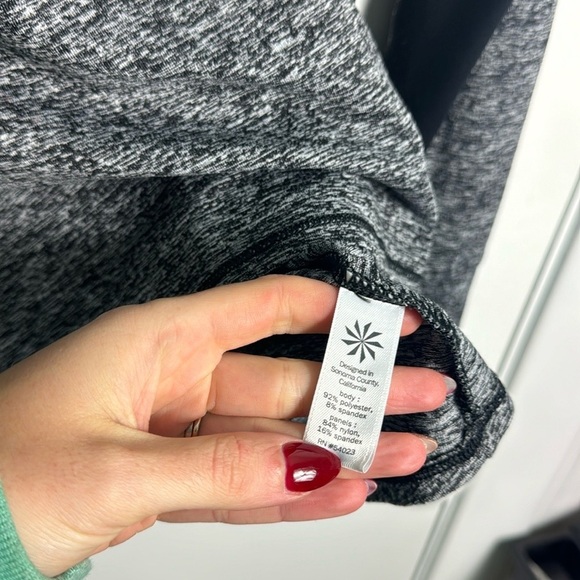 Designed in
Sonoma County,
California
body :
92% polyester,
8% spandex
panels :
84% nylon,
16% spandex
RN #54023